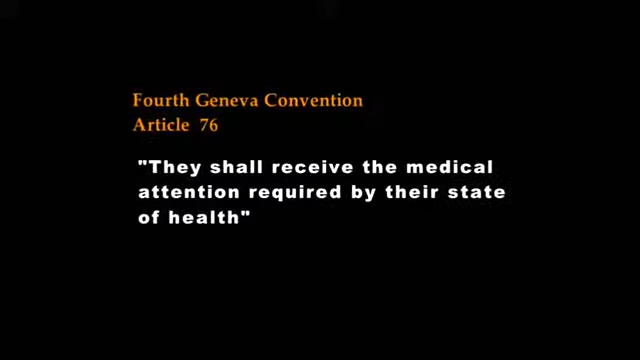 Fourth Geneva Convention
Article 76
"They shall receive the medical
attention required by their state
of health"